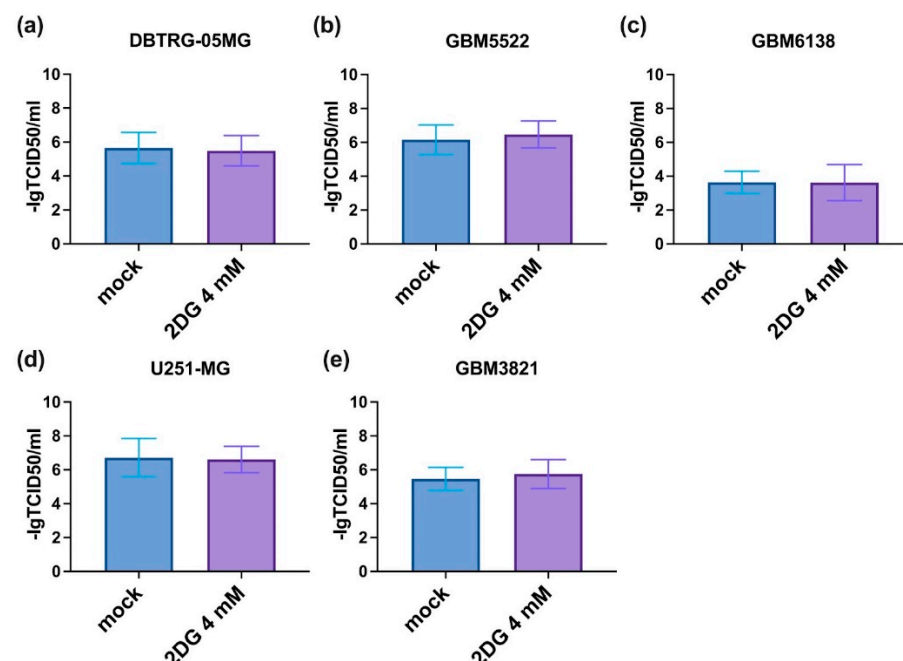 (a)
DBTRG-05MG
10
8
6
4
2
0
-lgTCID50/ml
mock
2DG 4 mM
(b)
GBM5522
10
8
6
4
2
0
-lgTCID50/ml
mock
2DG 4 mM
(c)
GBM6138
10
8
6
4
2
0
-lgTCID50/ml
mock
2DG 4 mM
(d)
U251-MG
10
8
6
4
2
0
-lgTCID50/ml
mock
2DG 4 mM
(e)
GBM3821
10
8
6
4
2
0
-lgTCID50/ml
mock
2DG 4 mM